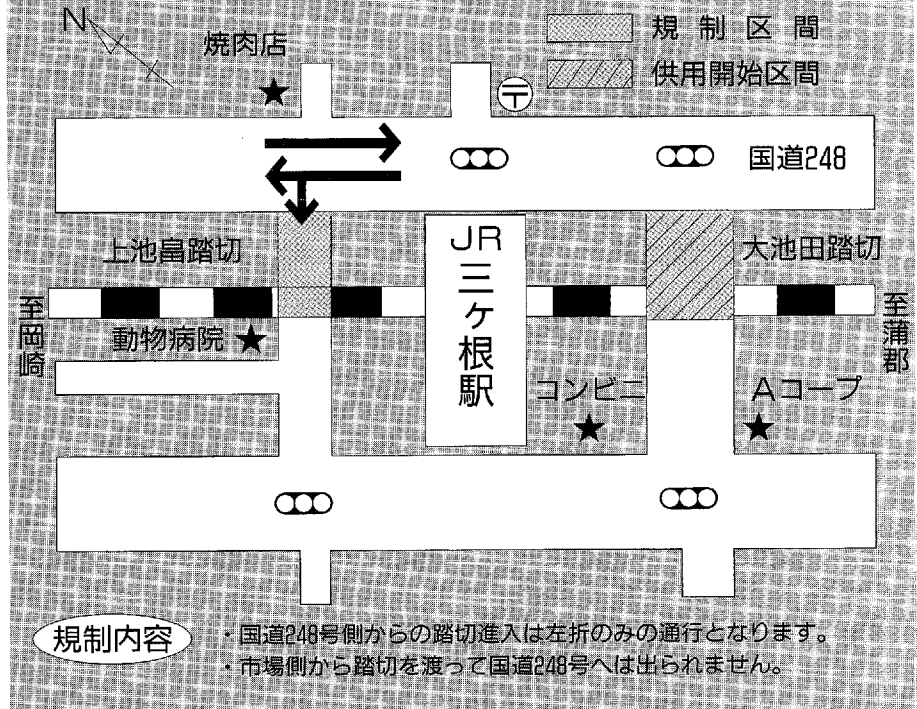 N
焼肉店
規制区間
供用開始区間
〒
国道248
上池畠踏切
JR三ヶ根駅
大池田踏切
至岡崎
至蒲郡
動物病院
コンビニ
Aコープ
規制内容
・国道248号側からの踏切進入は左折のみの通行となります。
・市場側から踏切を渡って国道248号へは出られません。